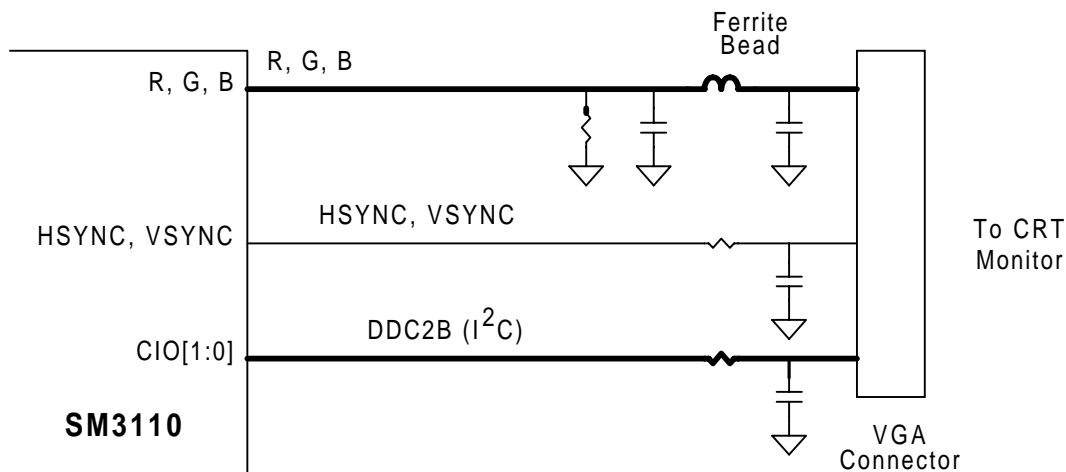 Ferrite
Bead
R, G, B
R, G, B
HSYNC, VSYNC
HSYNC, VSYNC
To CRT
Monitor
DDC2B (I²C)
CIO[1:0]
SM3110
VGA
Connector